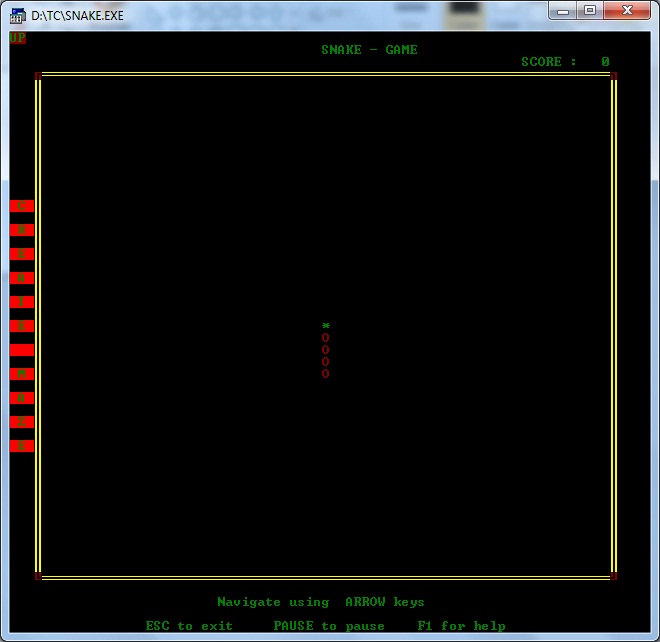 D:\TC\SNAKE.EXE
UP
SNAKE - GAME
SCORE : 0
*
O
O
O
O
Navigate using ARROW keys
ESC to exit PAUSE to pause F1 for help